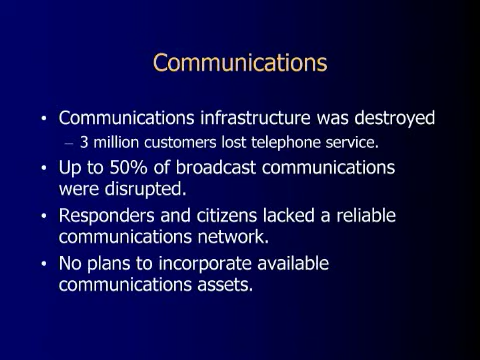 Communications
• Communications infrastructure was destroyed
– 3 million customers lost telephone service.
• Up to 50% of broadcast communications
were disrupted.
• Responders and citizens lacked a reliable
communications network.
• No plans to incorporate available
communications assets.